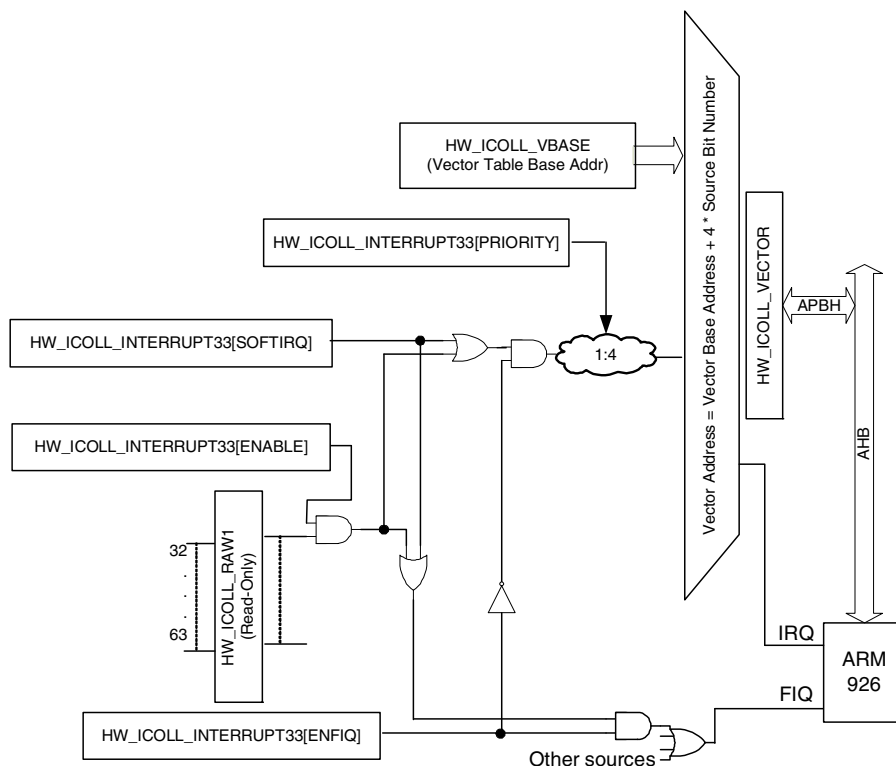 HW_ICOLL_VBASE
(Vector Table Base Addr)
HW_ICOLL_INTERRUPT33[PRIORITY]
HW_ICOLL_INTERRUPT33[SOFTIRQ]
1:4
Vector Address = Vector Base Address + 4 * Source Bit Number
HW_ICOLL_VECTOR
APBH
AHB
HW_ICOLL_INTERRUPT33[ENABLE]
32
.
.
.
63
HW_ICOLL_RAW1
(Read-Only)
IRQ
FIQ
ARM
926
HW_ICOLL_INTERRUPT33[ENFIQ]
Other sources